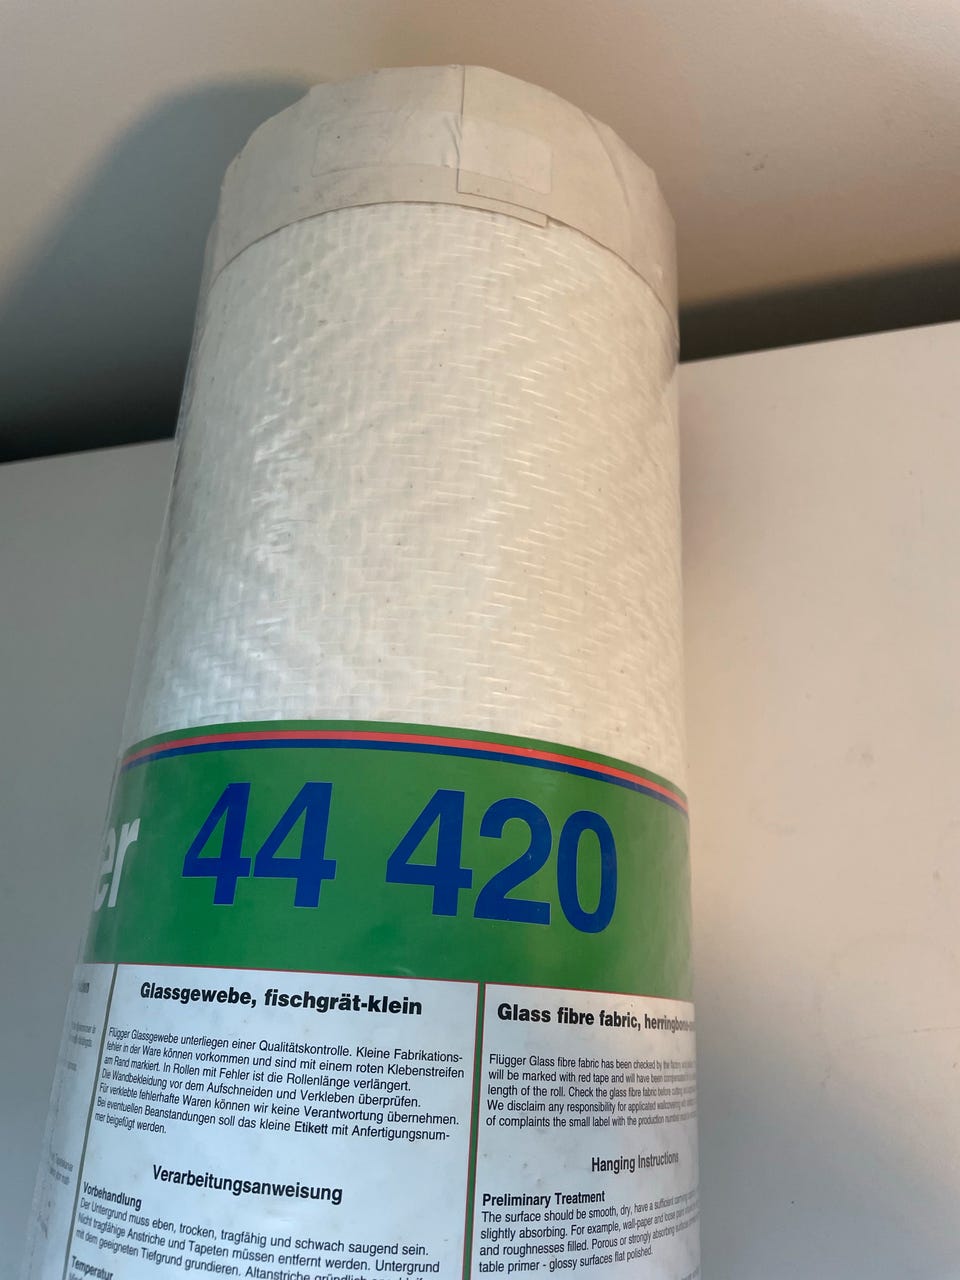 er
44 420
Glassgewebe, fischgrät-klein
Flügger Glassgewebe unterliegen einer Qualitätskontrolle. Kleine Fabrikations-
fehler in der Ware können vorkommen und sind mit einem roten Klebenstreifen
am Rand markiert. In Rollen mit Fehler ist die Rollenlänge verlängert.
Die Wandbekleidung vor dem Aufschneiden und Verkleben überprüfen.
Für verklebte fehlerhafte Waren können wir keine Verantwortung übernehmen.
Bei eventuellen Beanstandungen soll das kleine Etikett mit Anfertigungsnum-
mer beigefügt werden.
Verarbeitungsanweisung
Vorbehandlung
Der Untergrund muss eben, trocken, tragfähig und schwach saugend sein.
Nicht tragfähige Anstriche und Tapeten müssen entfernt werden. Untergrund
mit dem geeigneten Tiefgrund grundieren. Altanstriche gründlich
Temperatur
Glass fibre fabric, herringbone-
Flügger Glass fibre fabric has been checked by the factory
will be marked with red tape and will have been compensated
length of the roll. Check the glass fibre fabric before cutting
We disclaim any responsibility for applicated wallcovering
of complaints the small label with the production number
Hanging Instructions
Preliminary Treatment
The surface should be smooth, dry, have a sufficient carrying
slightly absorbing. For example, wall-paper and loose paint
and roughnesses filled. Porous or strongly absorbing surfaces
table primer - glossy surfaces flat polished.